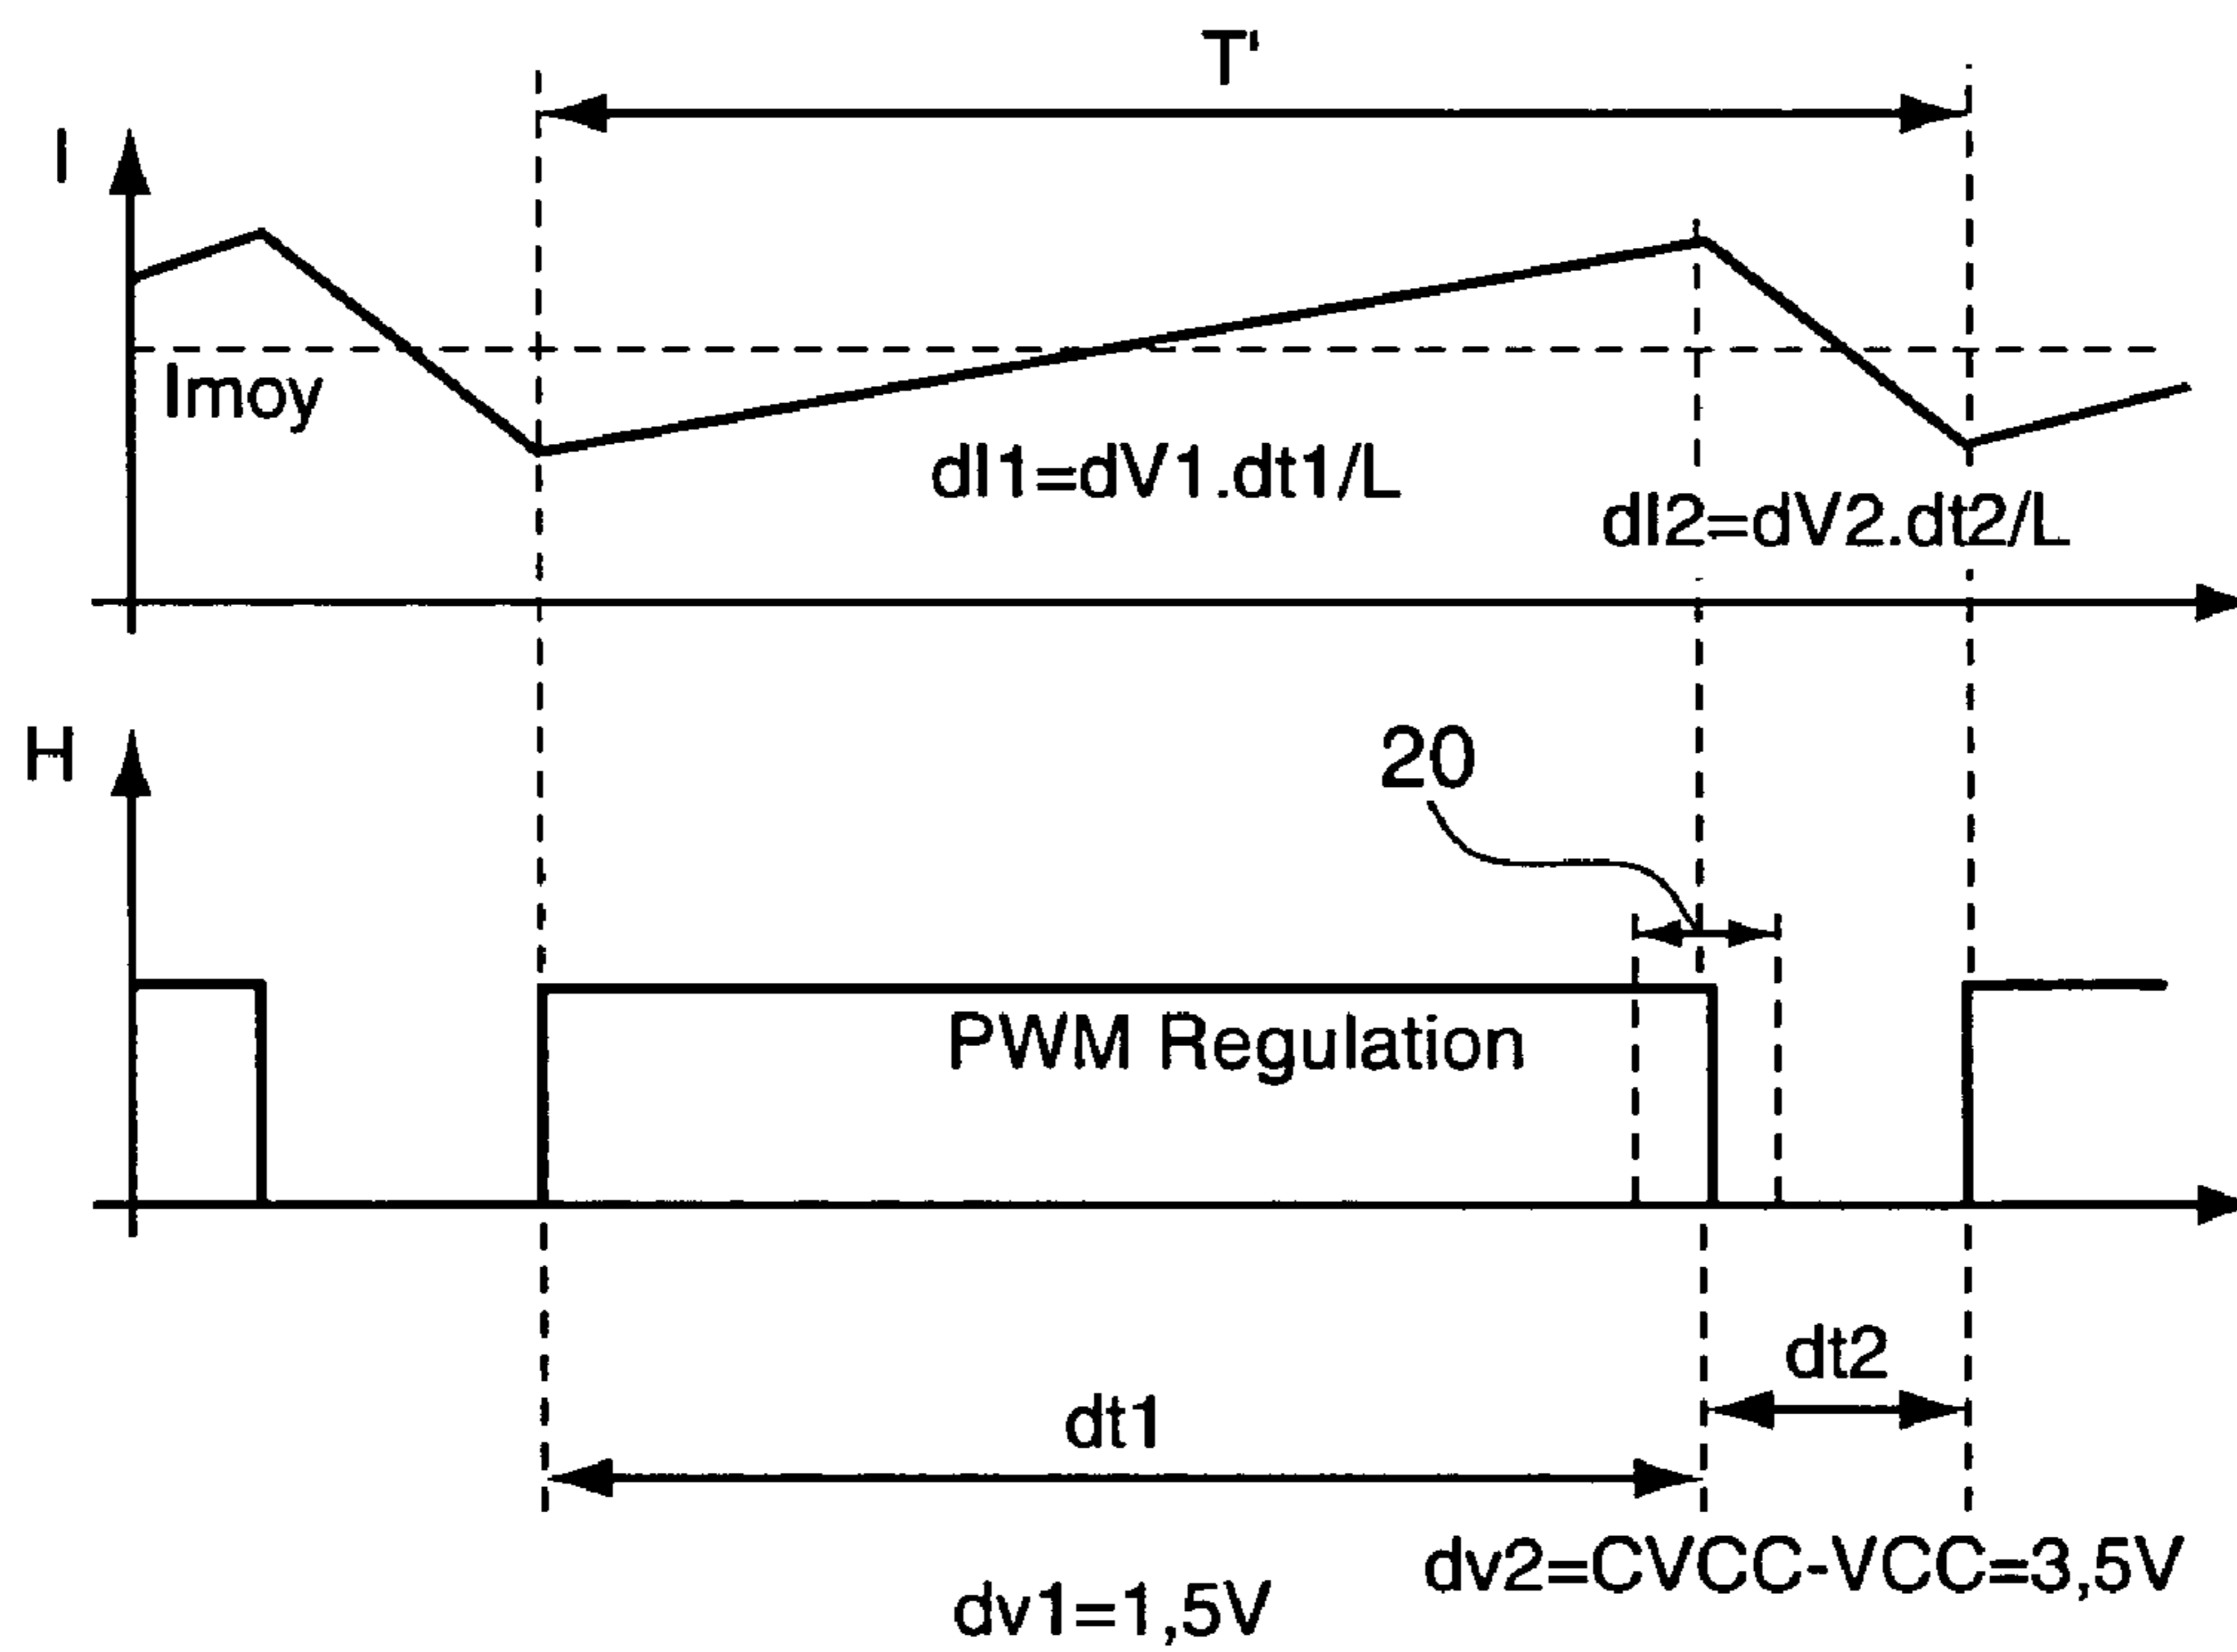 T'
I
Imoy
dI1=dV1.dt1/L
dI2=dV2.dt2/L
H
20
PWM Regulation
dt2
dt1
dv2=CVCC-VCC=3,5V
dv1=1,5V